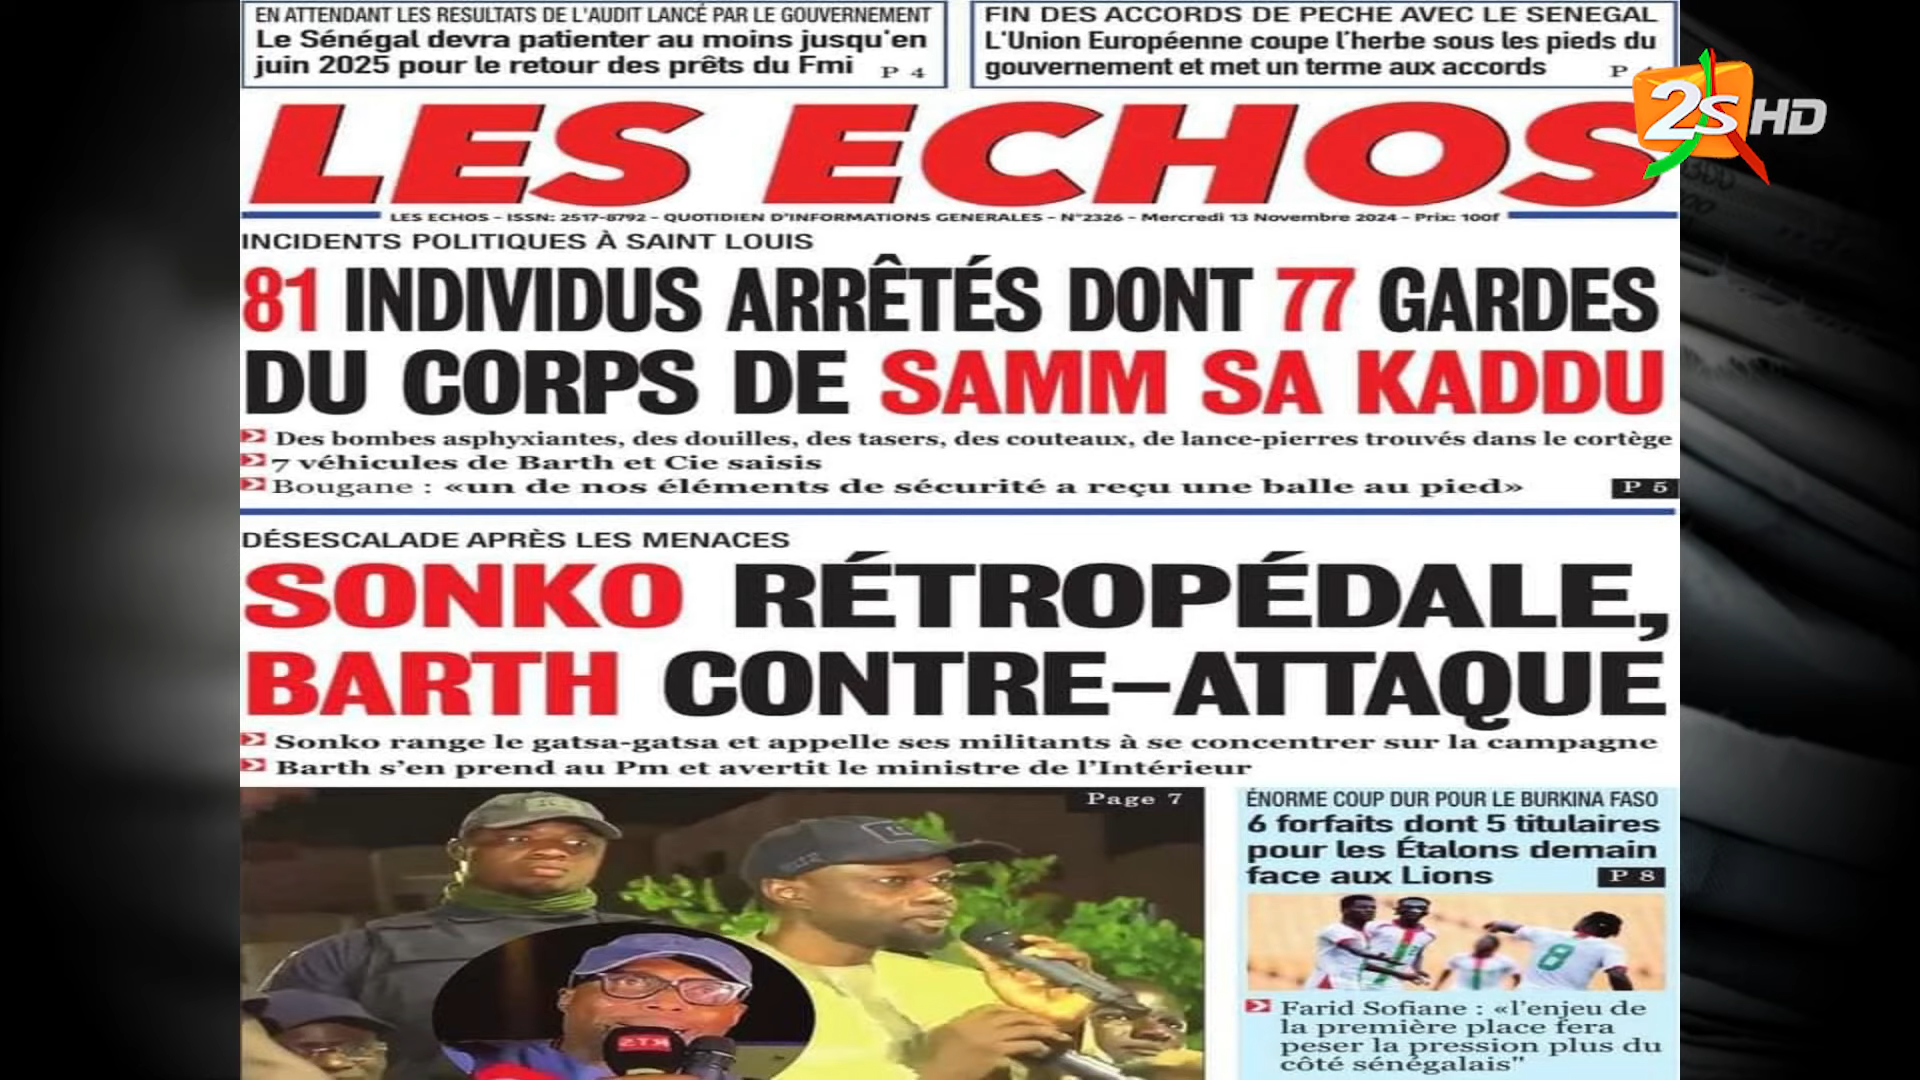 EN ATTENDANT LES RESULTATS DE L'AUDIT LANCÉ PAR LE GOUVERNEMENT
Le Sénégal devra patienter au moins jusqu'en
juin 2025 pour le retour des prêts du Fmi P 4
FIN DES ACCORDS DE PECHE AVEC LE SENEGAL
L'Union Européenne coupe l'herbe sous les pieds du
gouvernement et met un terme aux accords P
2s HD
LES ECHOS
LES ECHOS - ISSN: 2517-8792 - QUOTIDIEN D'INFORMATIONS GENERALES - N°2326 - Mercredi 13 Novembre 2024 - Prix: 100f
INCIDENTS POLITIQUES À SAINT LOUIS
81 INDIVIDUS ARRÊTÉS DONT 77 GARDES
DU CORPS DE SAMM SA KADDU
Des bombes asphyxiantes, des douilles, des tasers, des couteaux, de lance-pierres trouvés dans le cortège
7 véhicules de Barth et Cie saisis
Bougane : «un de nos éléments de sécurité a reçu une balle au pied» P 5
DÉSESCALADE APRÈS LES MENACES
SONKO RÉTROPÉDALE,
BARTH CONTRE-ATTAQUE
Sonko range le gatsa-gatsa et appelle ses militants à se concentrer sur la campagne
Barth s'en prend au Pm et avertit le ministre de l'Intérieur
Page 7
ÉNORME COUP DUR POUR LE BURKINA FASO
6 forfaits dont 5 titulaires
pour les Étalons demain
face aux Lions P 8
8
Farid Sofiane : «l'enjeu de
la première place fera
peser la pression plus du
côté sénégalais"